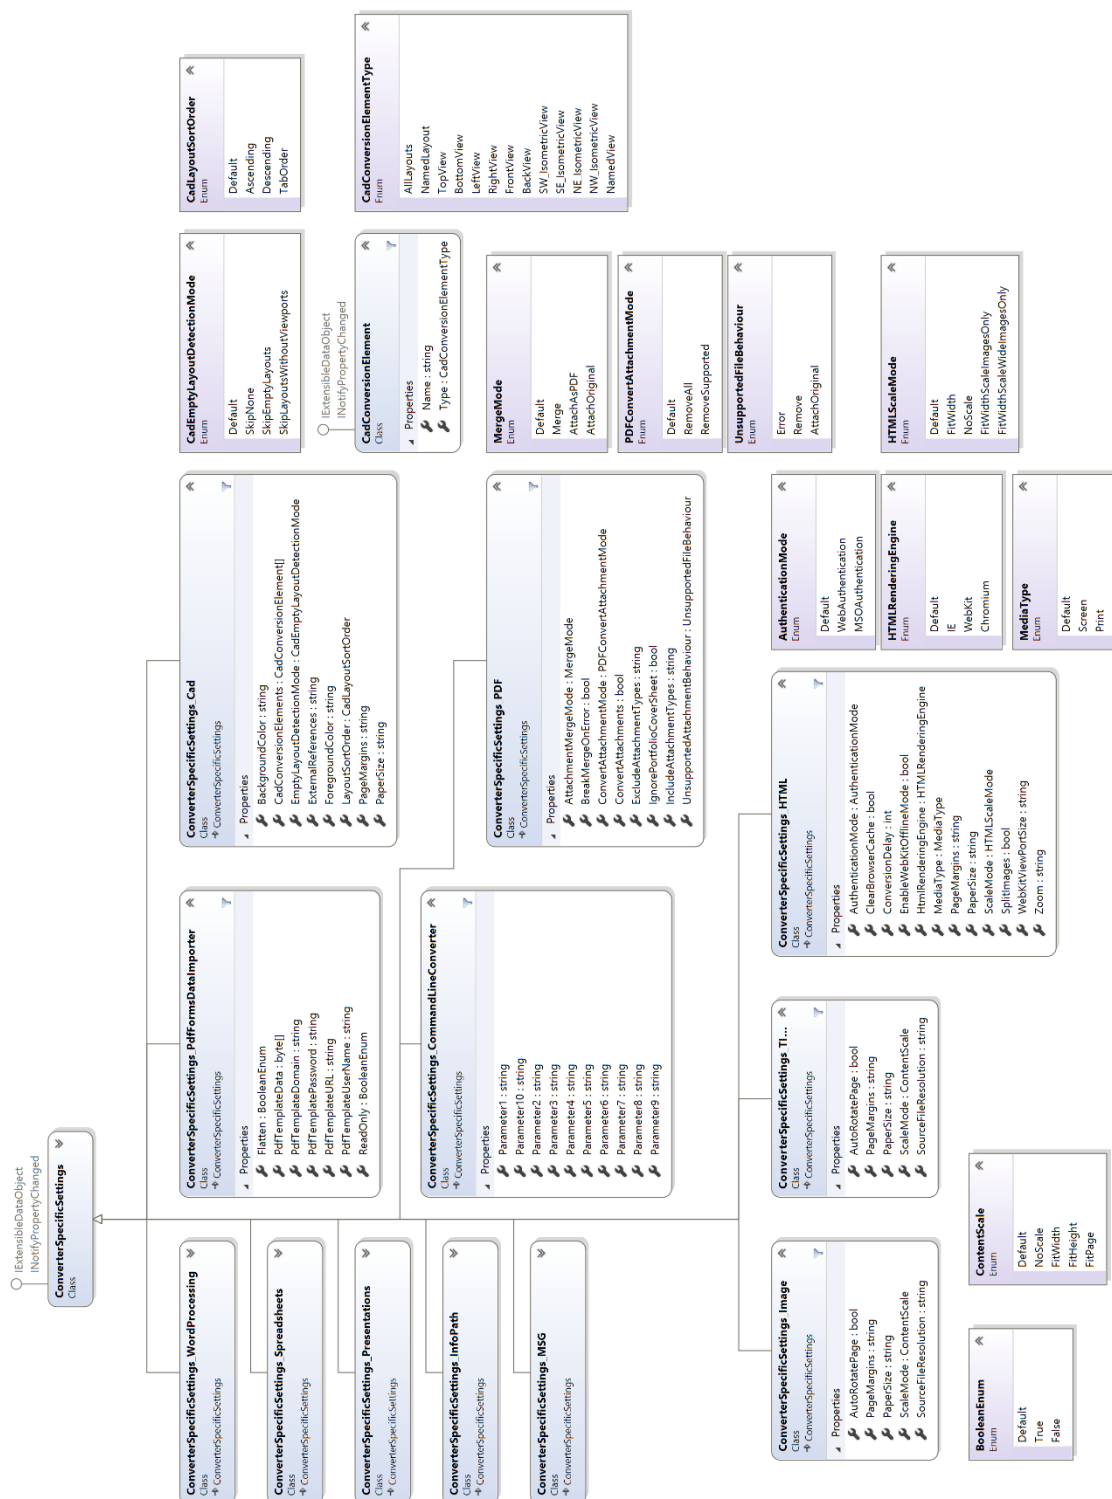 IExtensibleDataObject
INotifyPropertyChanged
ConverterSpecificSettings
Class
ConverterSpecificSettings_WordProcessing
Class
ConverterSpecificSettings
ConverterSpecificSettings_Spreadsheets
Class
ConverterSpecificSettings
ConverterSpecificSettings_Presentations
Class
ConverterSpecificSettings
ConverterSpecificSettings_InfoPath
Class
ConverterSpecificSettings
ConverterSpecificSettings_MSG
Class
ConverterSpecificSettings
ConverterSpecificSettings_PdfFormsDataImporter
Class
ConverterSpecificSettings
Properties
Flatten : BooleanEnum
PdfTemplateData : byte[]
PdfTemplateDomain : string
PdfTemplatePassword : string
PdfTemplateURL : string
PdfTemplateUserName : string
ReadOnly : BooleanEnum
ConverterSpecificSettings_CommandLineConverter
Class
ConverterSpecificSettings
Properties
Parameter1 : string
Parameter10 : string
Parameter2 : string
Parameter3 : string
Parameter4 : string
Parameter5 : string
Parameter6 : string
Parameter7 : string
Parameter8 : string
Parameter9 : string
ConverterSpecificSettings_Cad
Class
ConverterSpecificSettings
Properties
BackgroundColor : string
CadConversionElements : CadConversionElement[]
EmptyLayoutDetectionMode : CadEmptyLayoutDetectionMode
ExternalReferences : string
ForegroundColor : string
LayoutSortOrder : CadLayoutSortOrder
PageMargins : string
PaperSize : string
CadEmptyLayoutDetectionMode
Enum
Default
SkipNone
SkipEmptyLayouts
SkipLayoutsWithoutViewports
CadLayoutSortOrder
Enum
Default
Ascending
Descending
TabOrder
IExtensibleDataObject
INotifyPropertyChanged
CadConversionElement
Class
Properties
Name : string
Type : CadConversionElementType
CadConversionElementType
Enum
AllLayouts
NamedLayout
TopView
BottomView
LeftView
RightView
FrontView
BackView
SW_IsometricView
SE_IsometricView
NE_IsometricView
NW_IsometricView
NamedView
ConverterSpecificSettings_PDF
Class
ConverterSpecificSettings
Properties
AttachmentMergeMode : MergeMode
BreakMergeOnError : bool
ConvertAttachmentMode : PDFConvertAttachmentMode
ConvertAttachments : bool
ExcludeAttachmentTypes : string
IgnorePortfolioCoverSheet : bool
IncludeAttachmentTypes : string
UnsupportedAttachmentBehaviour : UnsupportedFileBehaviour
MergeMode
Enum
Default
Merge
AttachAsPDF
AttachOriginal
PDFConvertAttachmentMode
Enum
Default
RemoveAll
RemoveSupported
UnsupportedFileBehaviour
Enum
Error
Remove
AttachOriginal
ConverterSpecificSettings_Image
Class
ConverterSpecificSettings
Properties
AutoRotatePage : bool
PageMargins : string
PaperSize : string
ScaleMode : ContentScale
SourceFileResolution : string
ConverterSpecificSettings_TI...
Class
ConverterSpecificSettings
Properties
AutoRotatePage : bool
PageMargins : string
PaperSize : string
ScaleMode : ContentScale
SourceFileResolution : string
ConverterSpecificSettings_HTML
Class
ConverterSpecificSettings
Properties
AuthenticationMode : AuthenticationMode
ClearBrowserCache : bool
ConversionDelay : int
EnableWebKitOfflineMode : bool
HtmlRenderingEngine : HTMLRenderingEngine
MediaType : MediaType
PageMargins : string
PaperSize : string
ScaleMode : HTMLScaleMode
SplitImages : bool
WebKitViewPortSize : string
Zoom : string
AuthenticationMode
Enum
Default
WebAuthentication
MSOAuthentication
HTMLRenderingEngine
Enum
Default
IE
WebKit
Chromium
HTMLScaleMode
Enum
Default
FitWidth
NoScale
FitWidthScaleImagesOnly
FitWidthScaleWideImagesOnly
BooleanEnum
Enum
Default
True
False
ContentScale
Enum
Default
NoScale
FitWidth
FitHeight
FitPage
MediaType
Enum
Default
Screen
Print